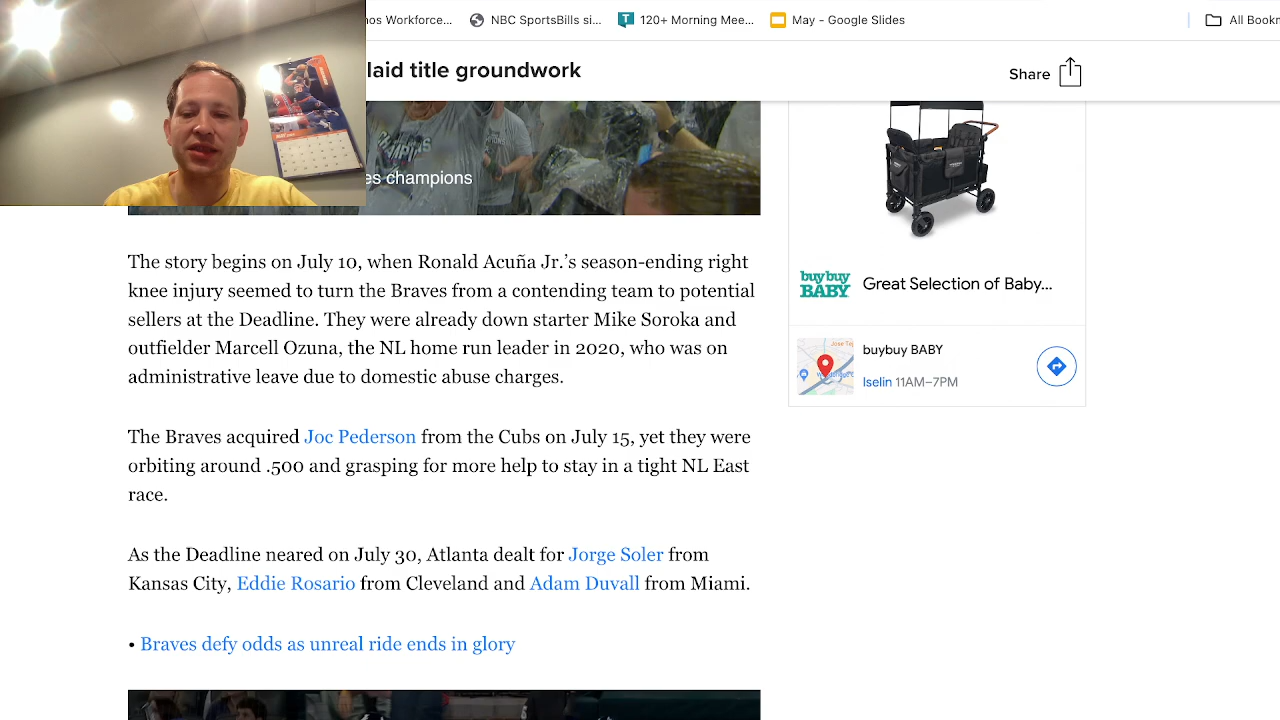 nos Workforce...
NBC SportsBills si...
120+ Morning Mee...
May - Google Slides
All Bookm
laid title groundwork
Share
es champions
The story begins on July 10, when Ronald Acuña Jr.'s season-ending right
knee injury seemed to turn the Braves from a contending team to potential
sellers at the Deadline. They were already down starter Mike Soroka and
outfielder Marcell Ozuna, the NL home run leader in 2020, who was on
administrative leave due to domestic abuse charges.
The Braves acquired Joc Pederson from the Cubs on July 15, yet they were
orbiting around .500 and grasping for more help to stay in a tight NL East
race.
As the Deadline neared on July 30, Atlanta dealt for Jorge Soler from
Kansas City, Eddie Rosario from Cleveland and Adam Duvall from Miami.
• Braves defy odds as unreal ride ends in glory
buybuy
BABY
Great Selection of Baby...
buybuy BABY
Iselin 11AM–7PM